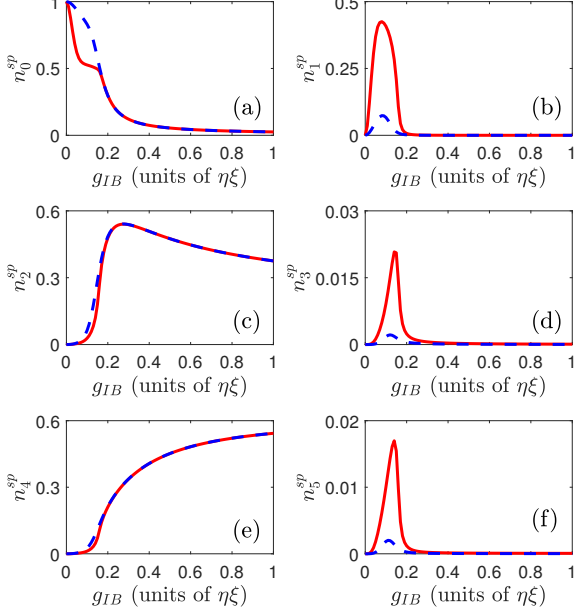 1
0.5
0
n_0^{sp}
(a)
0 0.2 0.4 0.6 0.8 1
g_{IB} (units of ηξ)
0.5
0.25
0
n_1^{sp}
(b)
0 0.2 0.4 0.6 0.8 1
g_{IB} (units of ηξ)
0.6
0.3
0
n_2^{sp}
(c)
0 0.2 0.4 0.6 0.8 1
g_{IB} (units of ηξ)
0.03
0.015
0
n_3^{sp}
(d)
0 0.2 0.4 0.6 0.8 1
g_{IB} (units of ηξ)
0.6
0.3
0
n_4^{sp}
(e)
0 0.2 0.4 0.6 0.8 1
g_{IB} (units of ηξ)
0.02
0.01
0
n_5^{sp}
(f)
0 0.2 0.4 0.6 0.8 1
g_{IB} (units of ηξ)